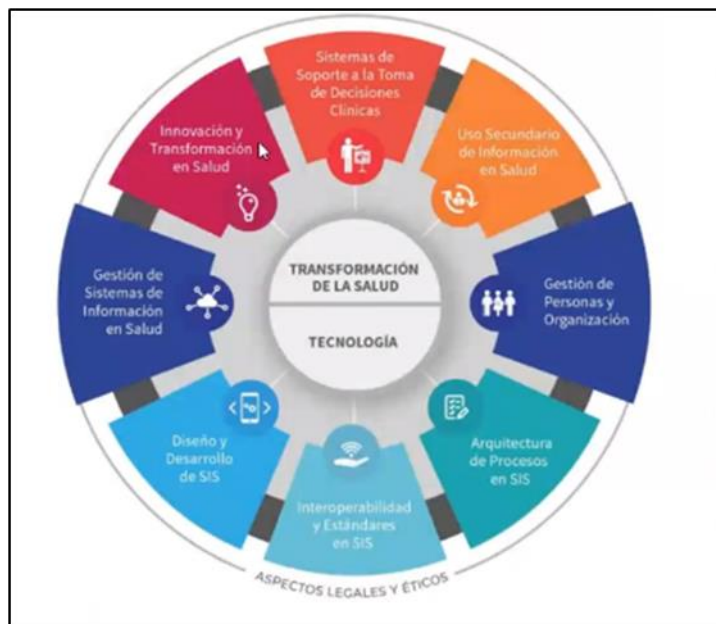 Sistemas de
Soporte a la Toma
de Decisiones
Clínicas
Uso Secundario
de Información
en Salud
Gestión de
Personas y
Organización
Arquitectura
de Procesos
en SIS
Interoperabilidad
y Estándares
en SIS
Diseño y
Desarrollo
de SIS
Gestión de
Sistemas de
Información
en Salud
Innovación y
Transformación
en Salud
TRANSFORMACIÓN
DE LA SALUD
TECNOLOGÍA
ASPECTOS LEGALES Y ÉTICOS